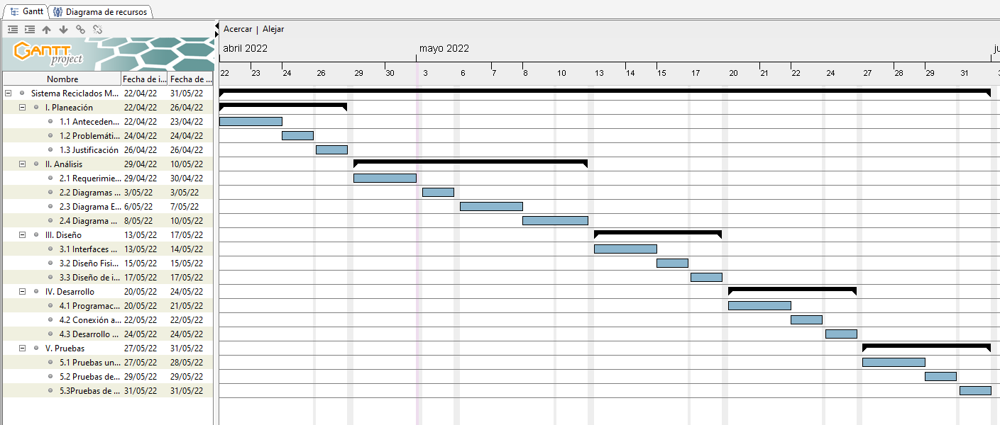 Gantt Diagrama de recursos
Acercar | Alejar
GANTT project
abril 2022 mayo 2022 ju
22 23 24 26 29 30 3 6 7 8 10 13 14 15 17 20 21 22 24 27 28 29 31 3
Nombre Fecha de i... Fecha de ...
Sistema Reciclados M... 22/04/22 31/05/22
I. Planeación 22/04/22 26/04/22
1.1 Anteceden... 22/04/22 23/04/22
1.2 Problemáti... 24/04/22 24/04/22
1.3 Justificación 26/04/22 26/04/22
II. Análisis 29/04/22 10/05/22
2.1 Requerimie... 29/04/22 30/04/22
2.2 Diagramas ... 3/05/22 3/05/22
2.3 Diagrama E... 6/05/22 7/05/22
2.4 Diagrama ... 8/05/22 10/05/22
III. Diseño 13/05/22 17/05/22
3.1 Interfaces ... 13/05/22 14/05/22
3.2 Diseño Fisi... 15/05/22 15/05/22
3.3 Diseño de i... 17/05/22 17/05/22
IV. Desarrollo 20/05/22 24/05/22
4.1 Programac... 20/05/22 21/05/22
4.2 Conexión a... 22/05/22 22/05/22
4.3 Desarrollo ... 24/05/22 24/05/22
V. Pruebas 27/05/22 31/05/22
5.1 Pruebas un... 27/05/22 28/05/22
5.2 Pruebas de... 29/05/22 29/05/22
5.3Pruebas de ... 31/05/22 31/05/22